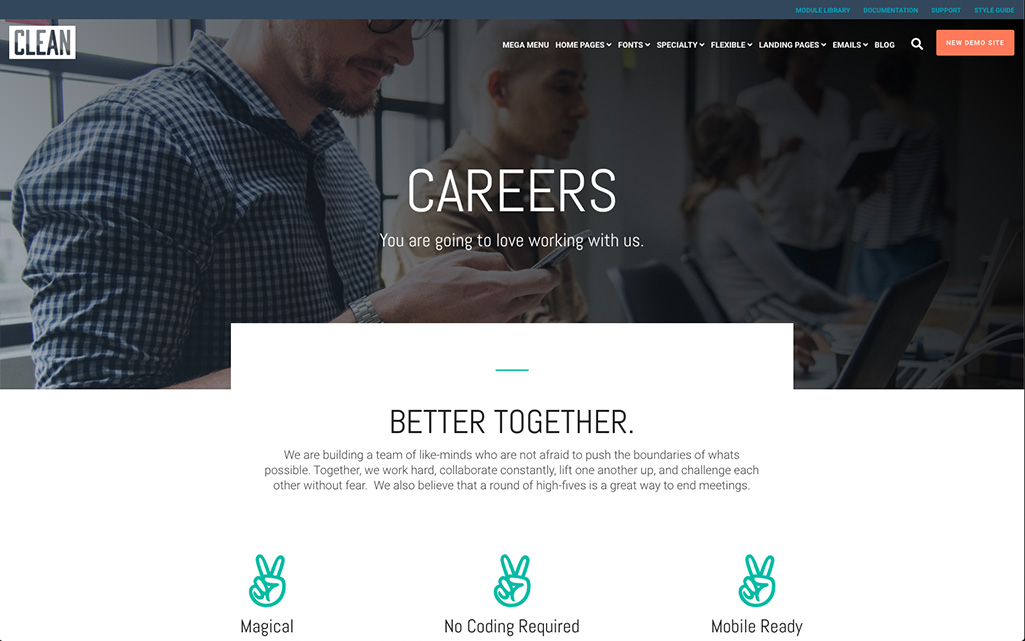 MODULE LIBRARY DOCUMENTATION SUPPORT STYLE GUIDE
CLEAN
MEGA MENU HOME PAGES FONTS SPECIALTY FLEXIBLE LANDING PAGES EMAILS BLOG
NEW DEMO SITE
CAREERS
You are going to love working with us.
BETTER TOGETHER.
We are building a team of like-minds who are not afraid to push the boundaries of whats
possible. Together, we work hard, collaborate constantly, lift one another up, and challenge each
other without fear.  We also believe that a round of high-fives is a great way to end meetings.
Magical
No Coding Required
Mobile Ready